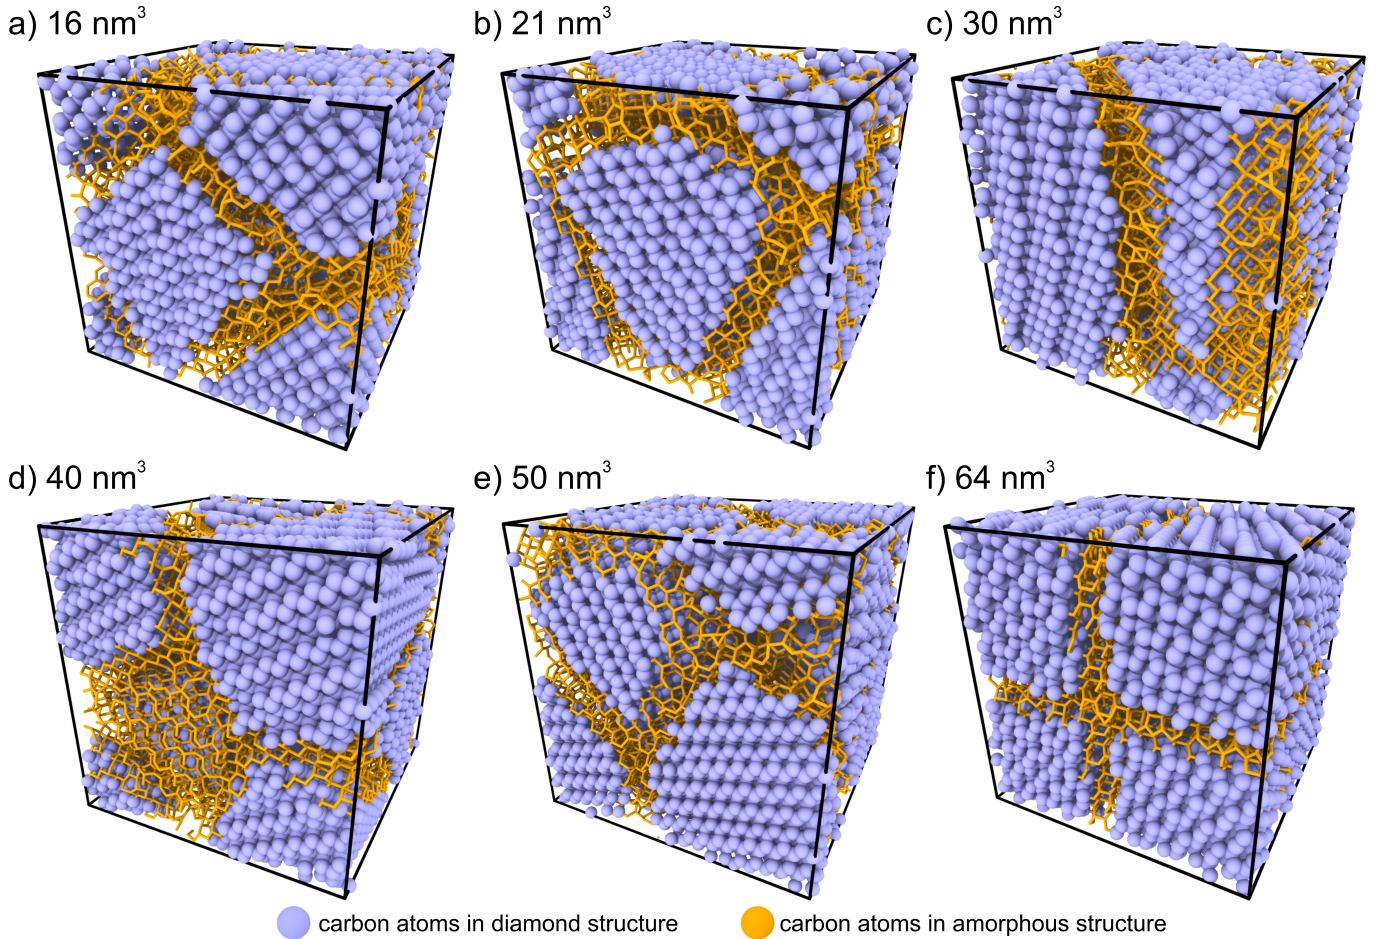 a) 16 nm³
b) 21 nm³
c) 30 nm³
d) 40 nm³
e) 50 nm³
f) 64 nm³
carbon atoms in diamond structure
carbon atoms in amorphous structure